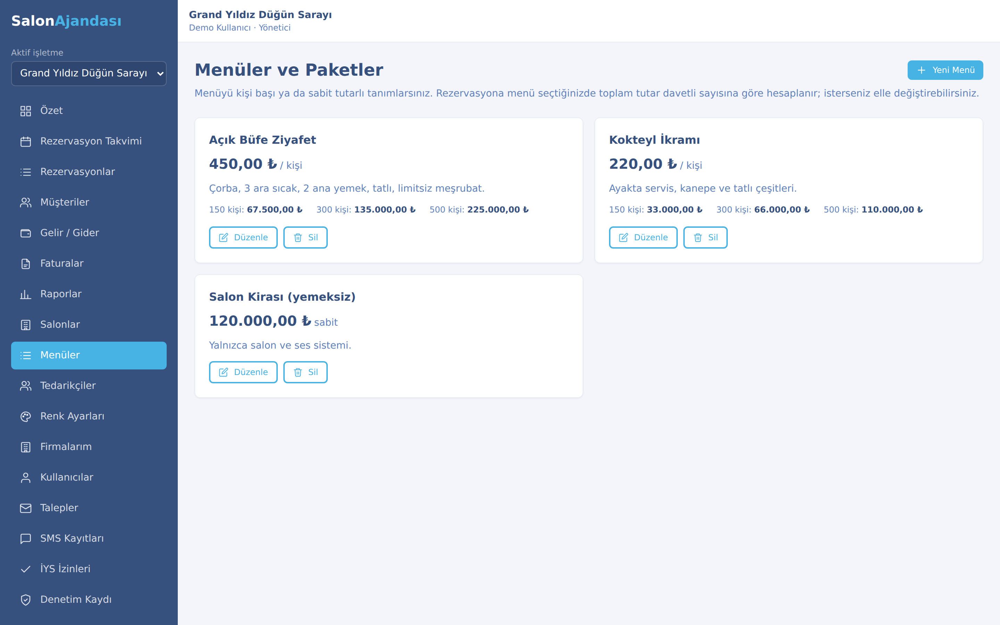 SalonAjandası
Aktif işletme
Grand Yıldız Düğün Sarayı
Özet
Rezervasyon Takvimi
Rezervasyonlar
Müşteriler
Gelir / Gider
Faturalar
Raporlar
Salonlar
Menüler
Tedarikçiler
Renk Ayarları
Firmalarım
Kullanıcılar
Talepler
SMS Kayıtları
İYS İzinleri
Denetim Kaydı
Grand Yıldız Düğün Sarayı
Demo Kullanıcı · Yönetici
Menüler ve Paketler
Yeni Menü
Menüyü kişi başı ya da sabit tutarlı tanımlarsınız. Rezervasyona menü seçtiğinizde toplam tutar davetli sayısına göre hesaplanır; isterseniz elle değiştirebilirsiniz.
Açık Büfe Ziyafet
450,00 ₺ / kişi
Çorba, 3 ara sıcak, 2 ana yemek, tatlı, limitsiz meşrubat.
150 kişi: 67.500,00 ₺ 300 kişi: 135.000,00 ₺ 500 kişi: 225.000,00 ₺
Düzenle Sil
Kokteyl İkramı
220,00 ₺ / kişi
Ayakta servis, kanepe ve tatlı çeşitleri.
150 kişi: 33.000,00 ₺ 300 kişi: 66.000,00 ₺ 500 kişi: 110.000,00 ₺
Düzenle Sil
Salon Kirası (yemeksiz)
120.000,00 ₺ sabit
Yalnızca salon ve ses sistemi.
Düzenle Sil